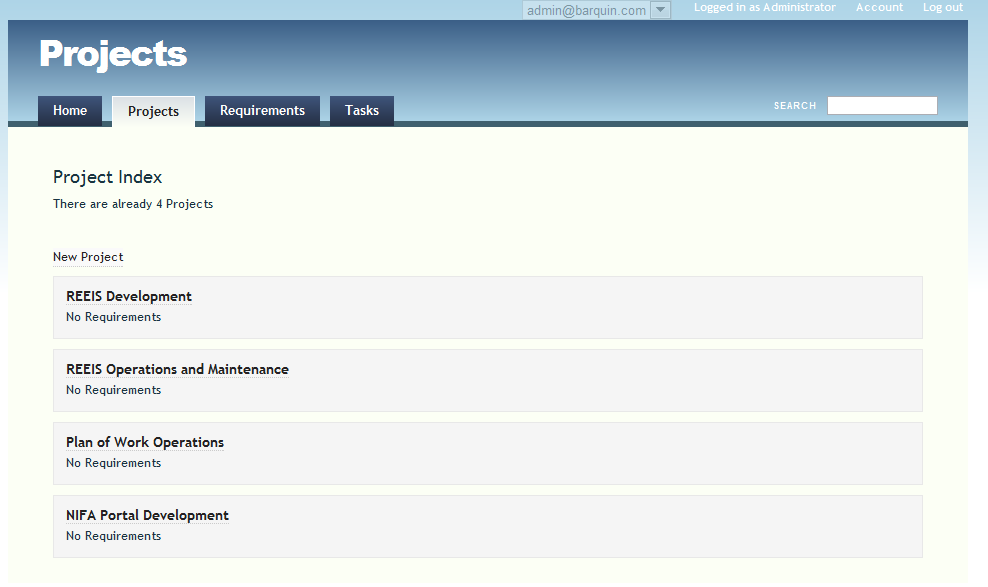 admin@barquin.com Logged in as Administrator Account Log out
Projects
Home Projects Requirements Tasks SEARCH
Project Index
There are already 4 Projects
New Project
REEIS Development
No Requirements
REEIS Operations and Maintenance
No Requirements
Plan of Work Operations
No Requirements
NIFA Portal Development
No Requirements